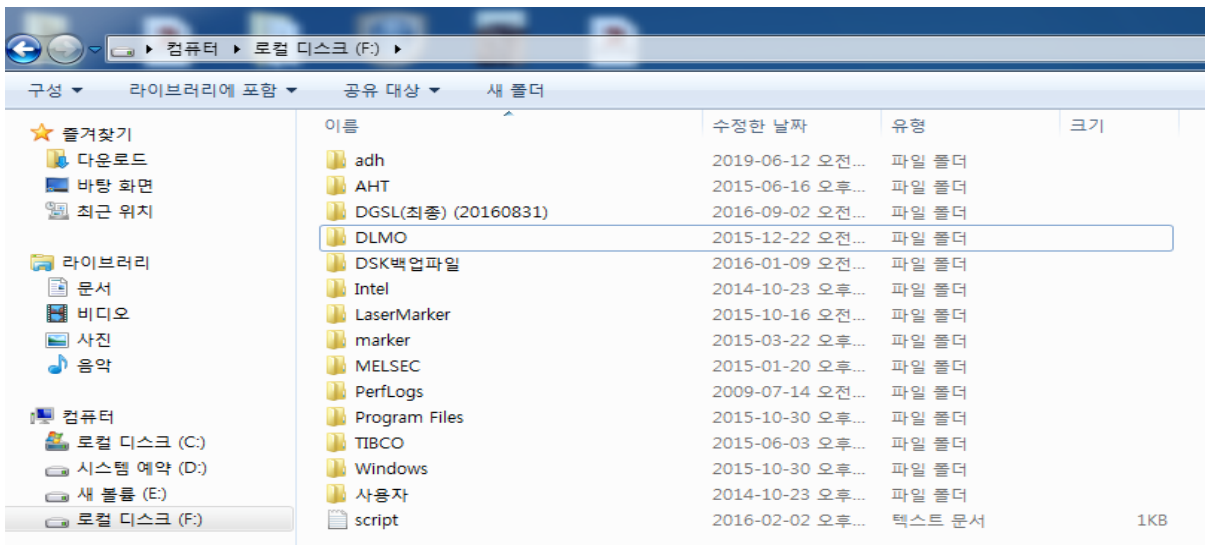 컴퓨터 로컬 디스크 (F:)
구성 라이브러리에 포함 공유 대상 새 폴더
즐겨찾기
다운로드
바탕 화면
최근 위치
라이브러리
문서
비디오
사진
음악
컴퓨터
로컬 디스크 (C:)
시스템 예약 (D:)
새 볼륨 (E:)
로컬 디스크 (F:)
이름 수정한 날짜 유형 크기
adh 2019-06-12 오전... 파일 폴더
AHT 2015-06-16 오후... 파일 폴더
DGSL(최종) (20160831) 2016-09-02 오전... 파일 폴더
DLMO 2015-12-22 오전... 파일 폴더
DSK백업파일 2016-01-09 오전... 파일 폴더
Intel 2014-10-23 오후... 파일 폴더
LaserMarker 2015-10-16 오전... 파일 폴더
marker 2015-03-22 오후... 파일 폴더
MELSEC 2015-01-20 오후... 파일 폴더
PerfLogs 2009-07-14 오전... 파일 폴더
Program Files 2015-10-30 오후... 파일 폴더
TIBCO 2015-06-03 오후... 파일 폴더
Windows 2015-10-30 오후... 파일 폴더
사용자 2014-10-23 오후... 파일 폴더
script 2016-02-02 오후... 텍스트 문서 1KB